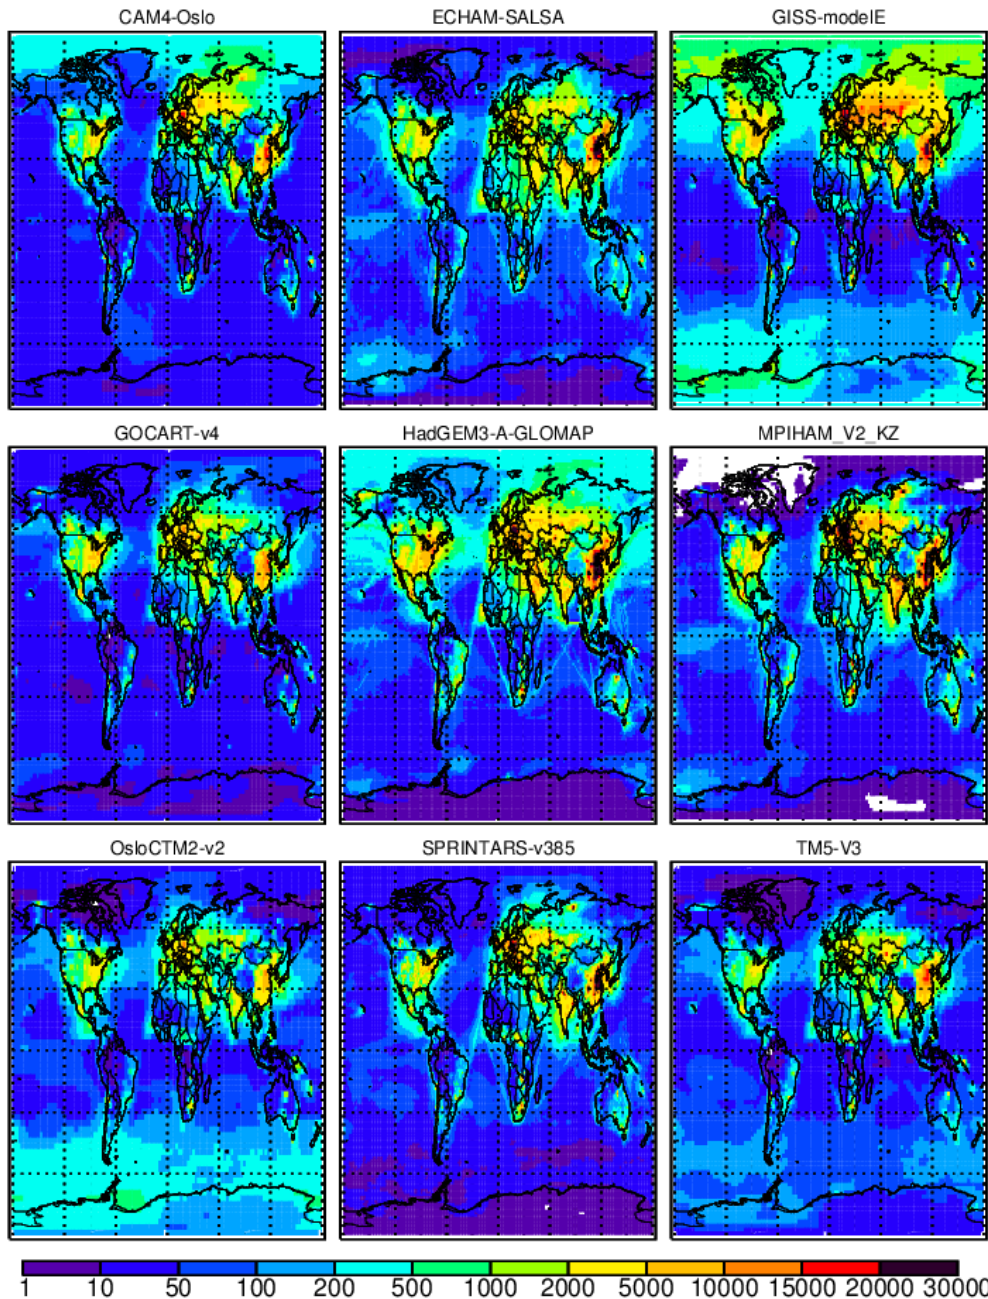 CAM4-Oslo ECHAM-SALSA GISS-modelE
GOCART-v4 HadGEM3-A-GLOMAP MPIHAM_V2_KZ
OsloCTM2-v2 SPRINTARS-v385 TM5-V3
1 10 50 100 200 500 1000 2000 5000 10000 15000 20000 30000